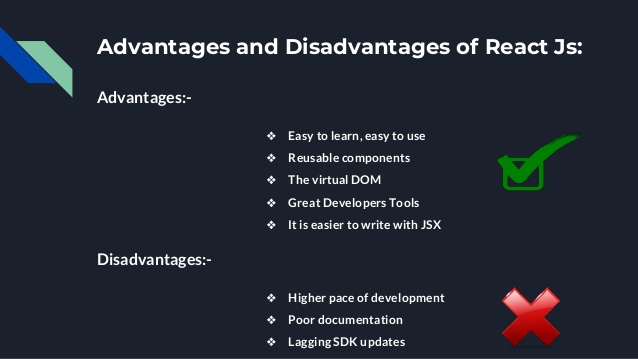 Advantages and Disadvantages of React Js:
Advantages:-
❖ Easy to learn, easy to use
❖ Reusable components
❖ The virtual DOM
❖ Great Developers Tools
❖ It is easier to write with JSX
Disadvantages:-
❖ Higher pace of development
❖ Poor documentation
❖ Lagging SDK updates